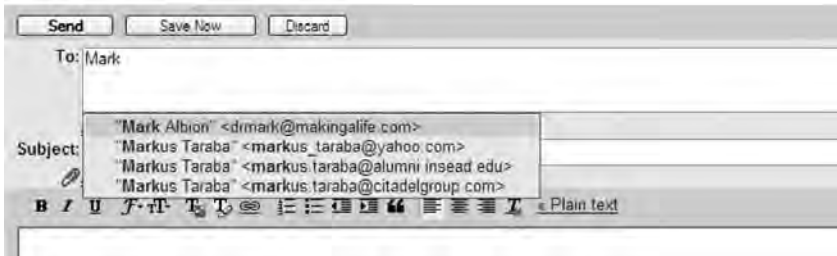 Send Save Now Discard
To: Mark
"Mark Albion" <drmark@makingalife.com>
"Markus Taraba" <markus_taraba@yahoo.com>
Subject:
"Markus Taraba" <markus.taraba@alumni.insead.edu>
"Markus Taraba" <markus.taraba@citadelgroup.com>
B I U F T T T T « Plain text